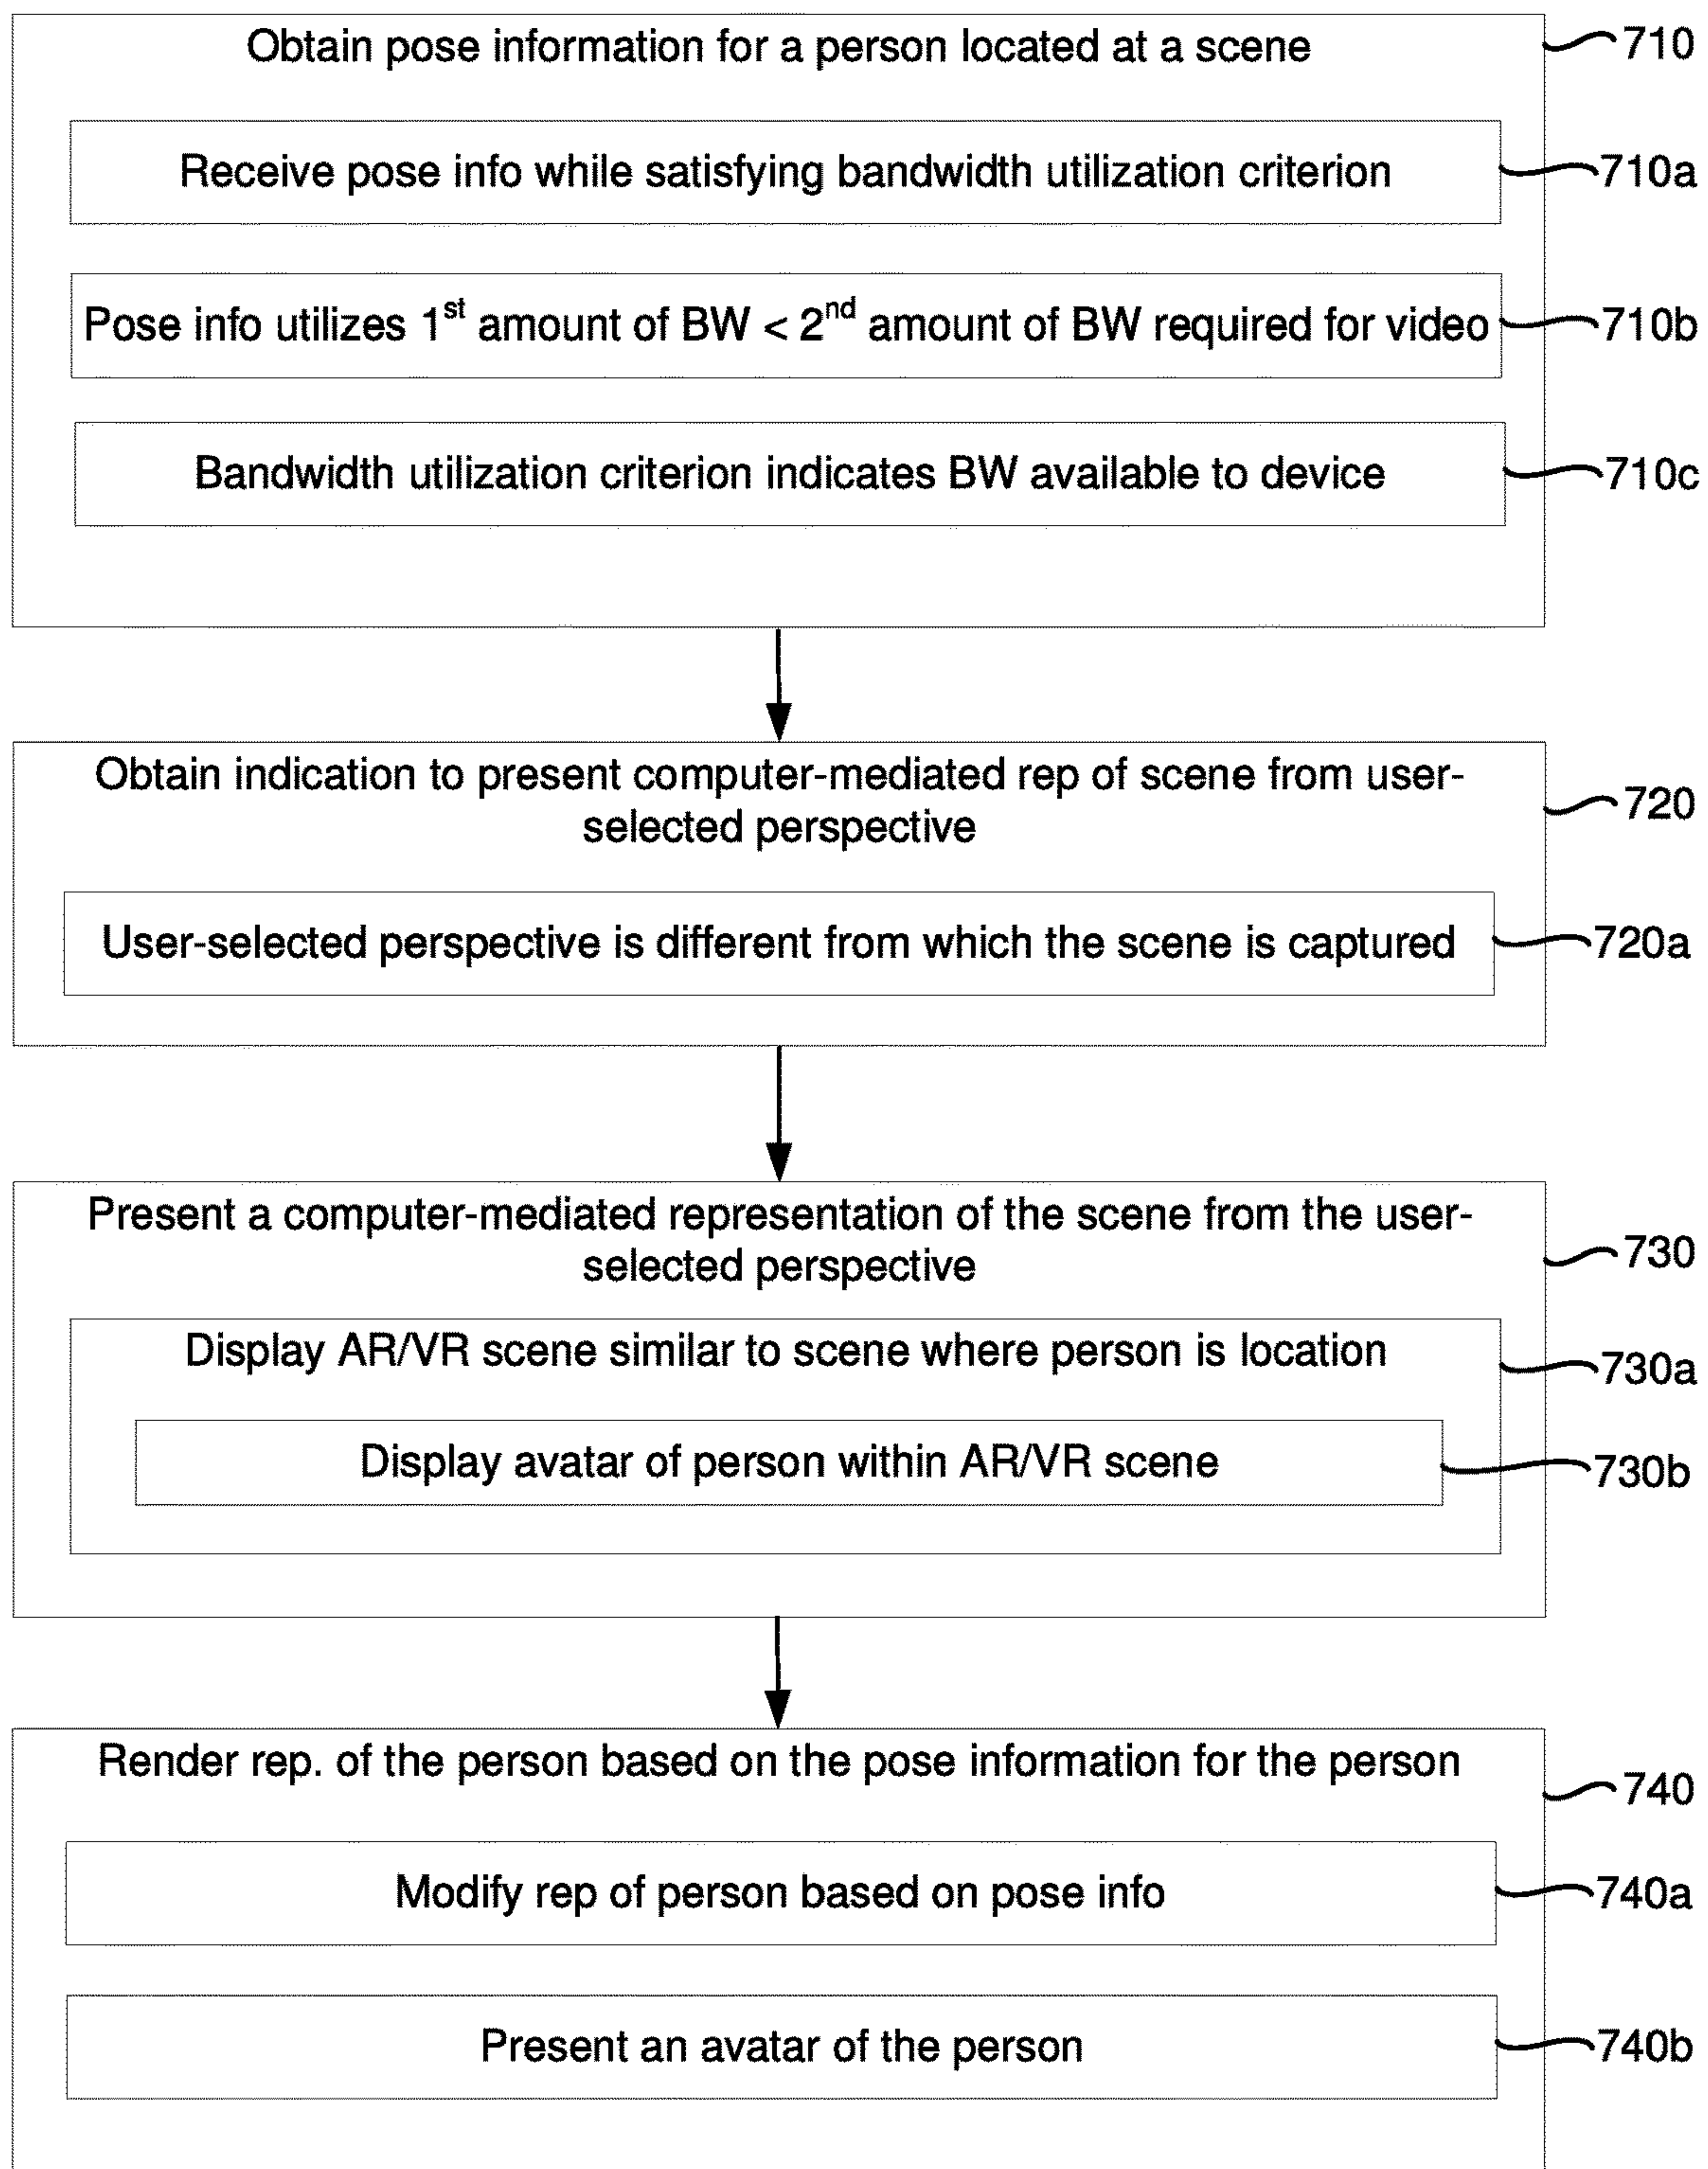 Obtain pose information for a person located at a scene
710
Receive pose info while satisfying bandwidth utilization criterion
710a
Pose info utilizes 1st amount of BW < 2nd amount of BW required for video
710b
Bandwidth utilization criterion indicates BW available to device
710c
Obtain indication to present computer-mediated rep of scene from user-
selected perspective
720
User-selected perspective is different from which the scene is captured
720a
Present a computer-mediated representation of the scene from the user-
selected perspective
730
Display AR/VR scene similar to scene where person is location
730a
Display avatar of person within AR/VR scene
730b
Render rep. of the person based on the pose information for the person
740
Modify rep of person based on pose info
740a
Present an avatar of the person
740b